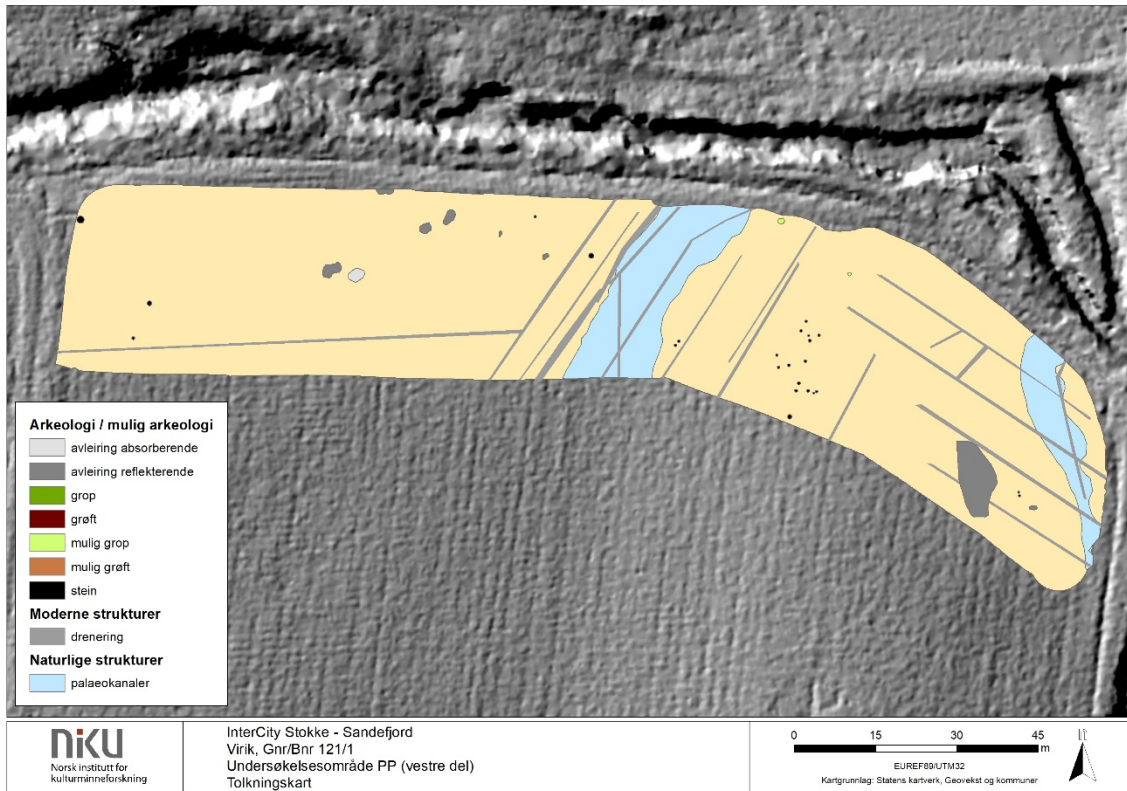 Arkeologi / mulig arkeologi
avleiring absorberende
avleiring reflekterende
grop
grøft
mulig grop
mulig grøft
stein
Moderne strukturer
drenering
Naturlige strukturer
palaeokanaler
niku
Norsk institutt for
kulturminneforskning
InterCity Stokke - Sandefjord
Virik, Gnr/Bnr 121/1
Undersøkelsesområde PP (vestre del)
Tolkningskart
0 15 30 45
m
EUREF89/UTM32
Kartgrunnlag: Statens kartverk, Geovekst og kommuner